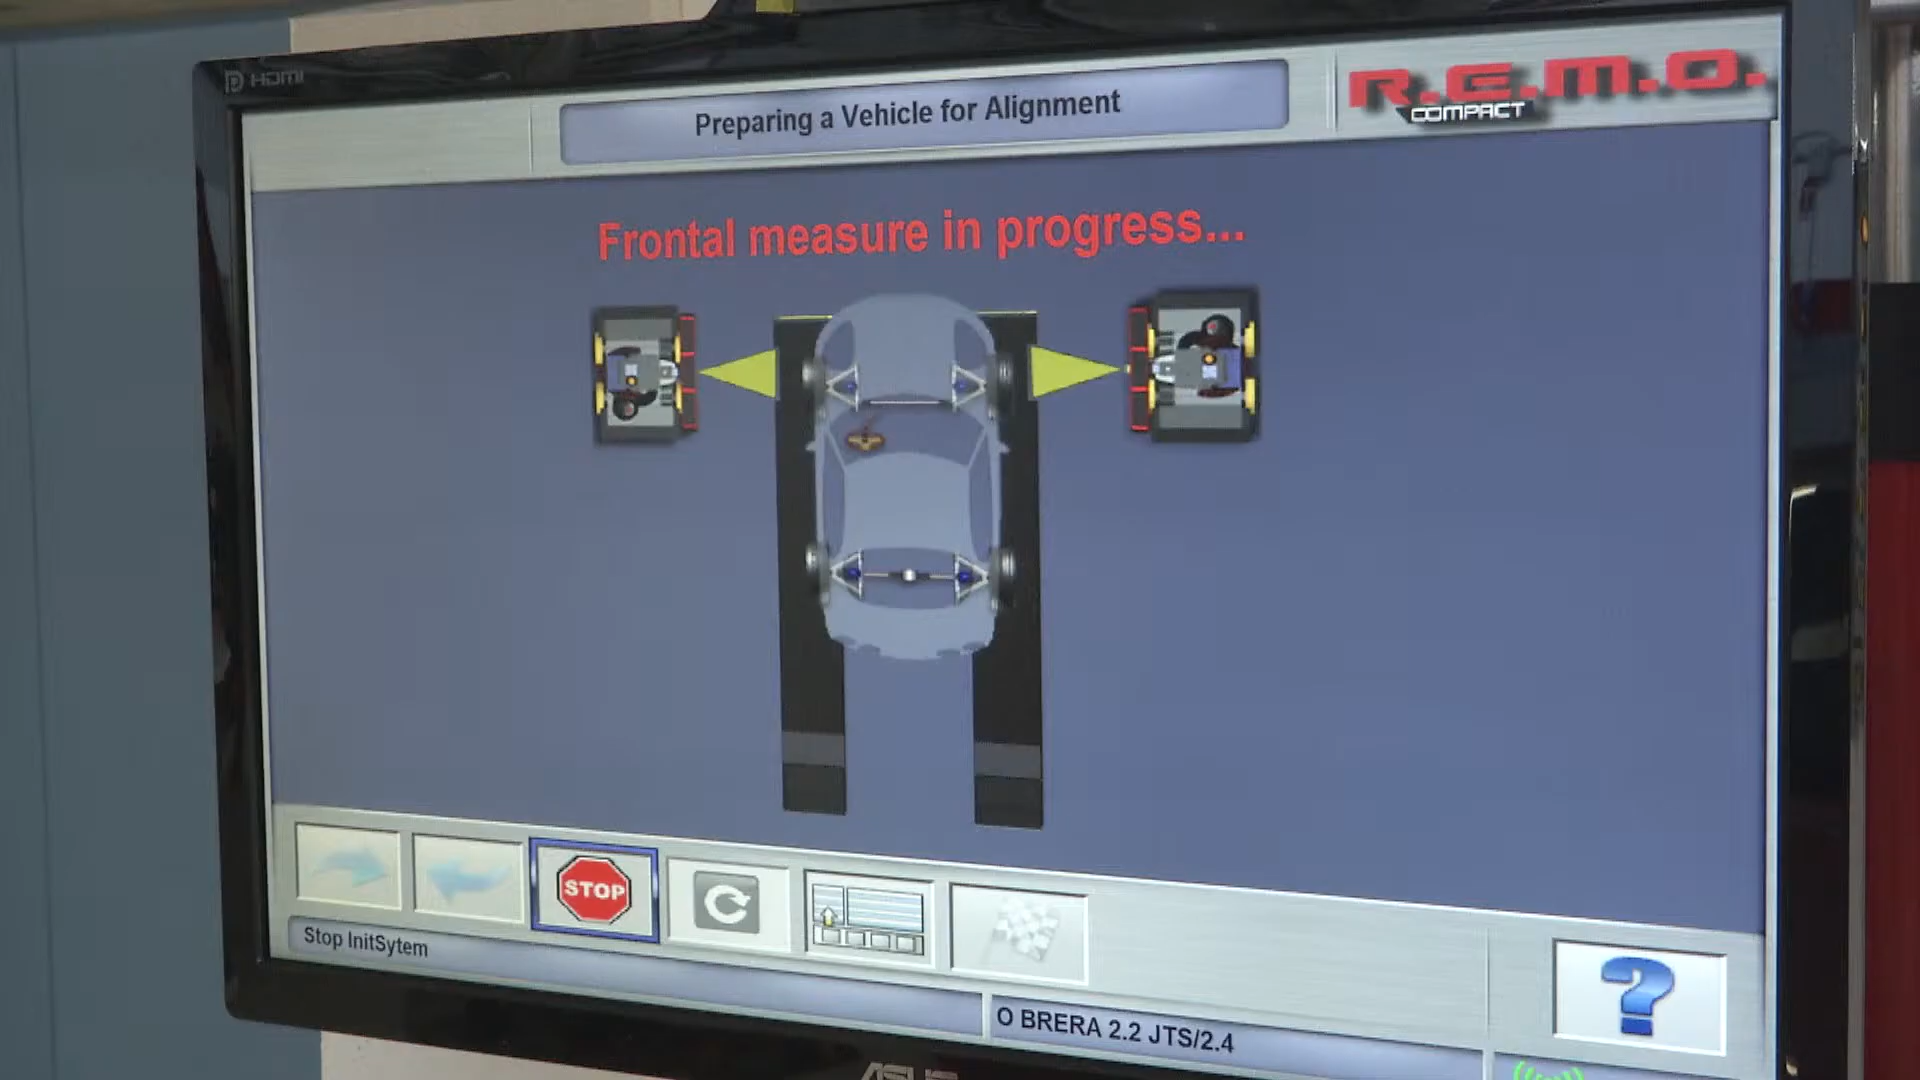 HDMI
Preparing a Vehicle for Alignment
R.E.M.O.
COMPACT
Frontal measure in progress...
STOP
Stop InitSytem
O BRERA 2.2 JTS/2.4
ASUS